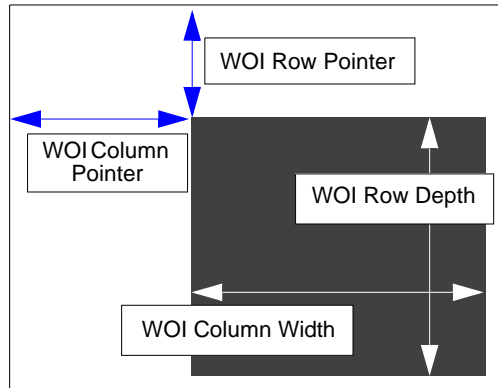 WOI Row Pointer
WOI Column
Pointer
WOI Row Depth
WOI Column Width